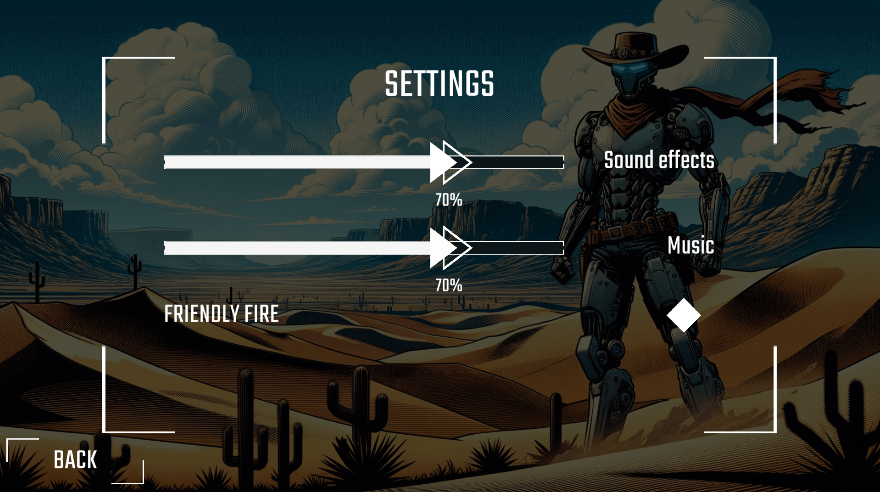 SETTINGS
Sound effects
70%
Music
70%
FRIENDLY FIRE
BACK